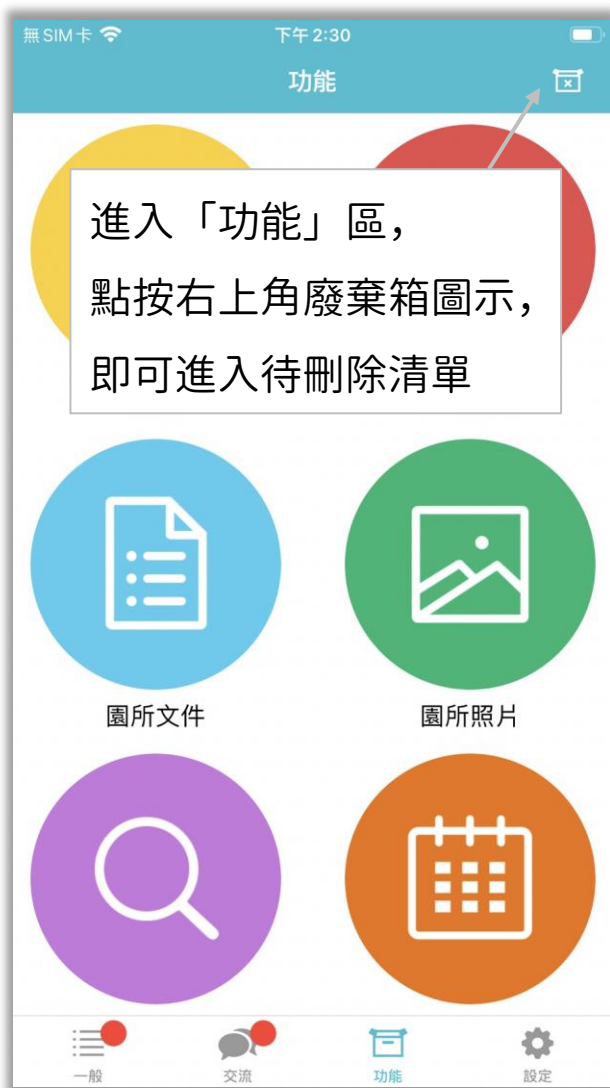 無SIM卡 下午2:30
功能
進入「功能」區，
點按右上角廢棄箱圖示，
即可進入待刪除清單
園所文件 園所照片
一般 交流 功能 設定